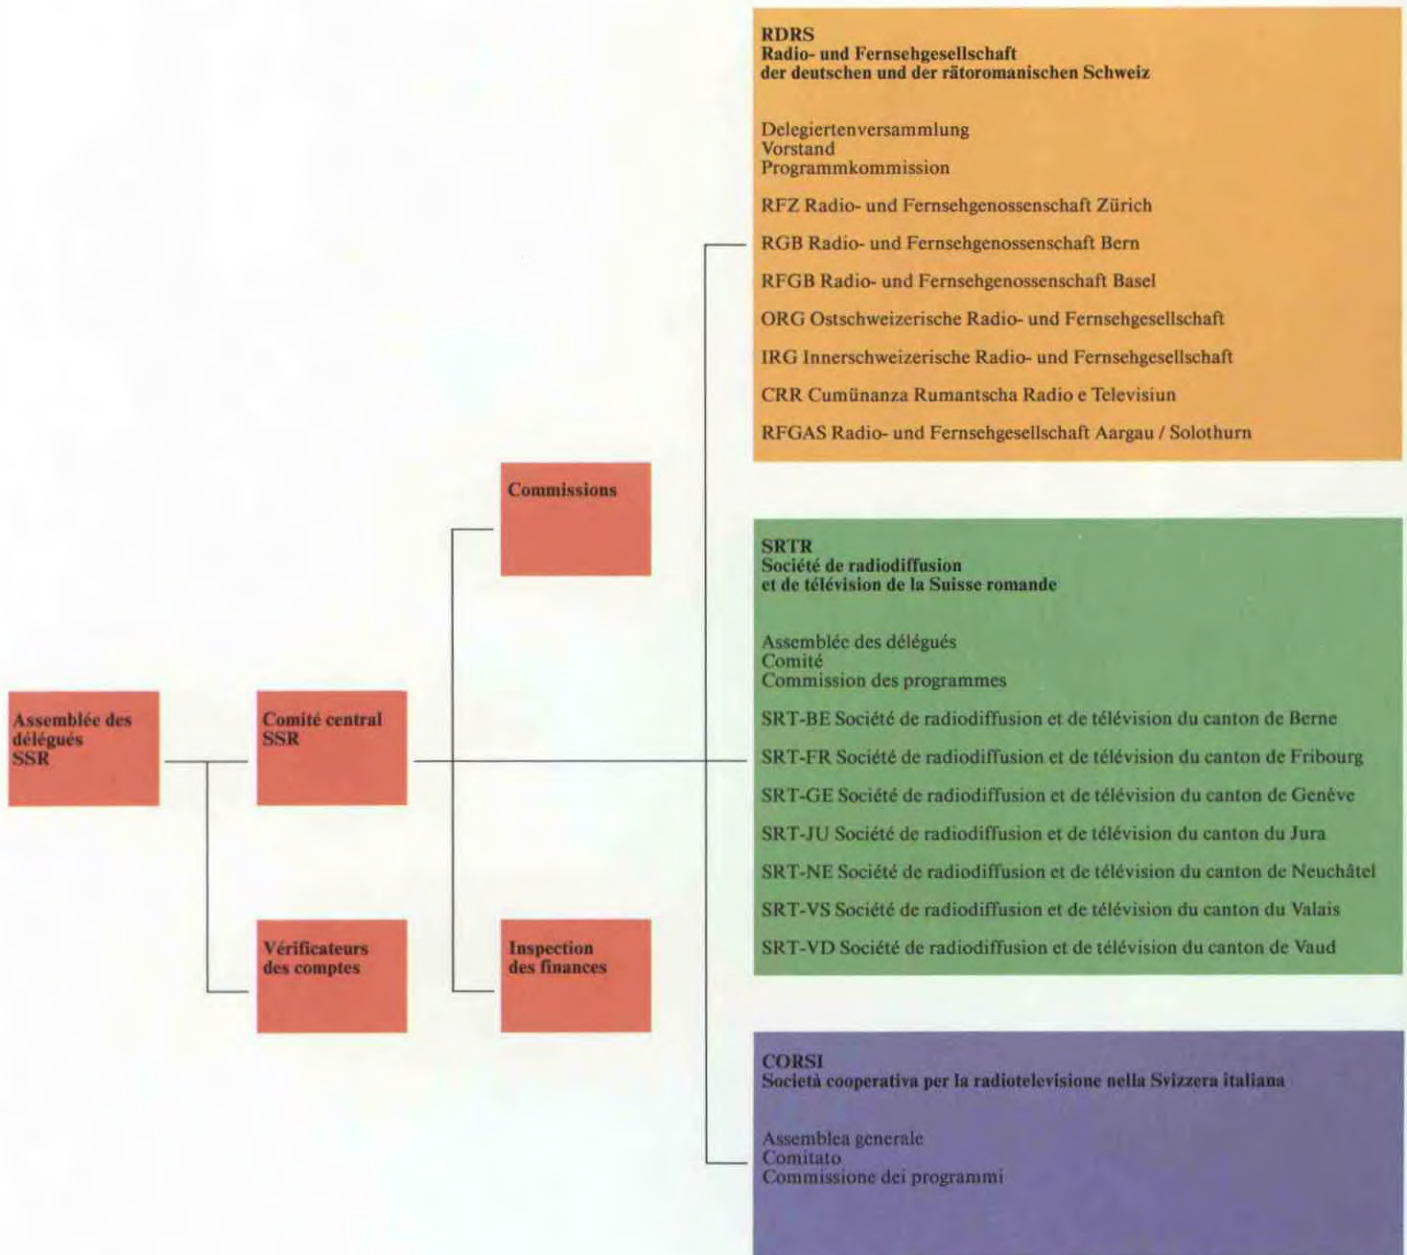 RDRS
Radio- und Fernsehgesellschaft
der deutschen und der rätoromanischen Schweiz
Delegiertenversammlung
Vorstand
Programmkommission
RFZ Radio- und Fernsehgenossenschaft Zürich
RGB Radio- und Fernsehgenossenschaft Bern
RFGB Radio- und Fernsehgenossenschaft Basel
ORG Ostschweizerische Radio- und Fernsehgesellschaft
IRG Innerschweizerische Radio- und Fernsehgesellschaft
CRR Cumünanza Rumantscha Radio e Televisiun
RFGAS Radio- und Fernsehgesellschaft Aargau / Solothurn
Commissions
SRTR
Société de radiodiffusion
et de télévision de la Suisse romande
Assemblée des délégués
Comité
Commission des programmes
SRT-BE Société de radiodiffusion et de télévision du canton de Berne
SRT-FR Société de radiodiffusion et de télévision du canton de Fribourg
SRT-GE Société de radiodiffusion et de télévision du canton de Genève
SRT-JU Société de radiodiffusion et de télévision du canton du Jura
SRT-NE Société de radiodiffusion et de télévision du canton de Neuchâtel
SRT-VS Société de radiodiffusion et de télévision du canton du Valais
SRT-VD Société de radiodiffusion et de télévision du canton de Vaud
Assemblée des
délégués
SSR
Comité central
SSR
Vérificateurs
des comptes
Inspection
des finances
CORSI
Società cooperativa per la radiotelevisione nella Svizzera italiana
Assemblea generale
Comitato
Commissione dei programmi